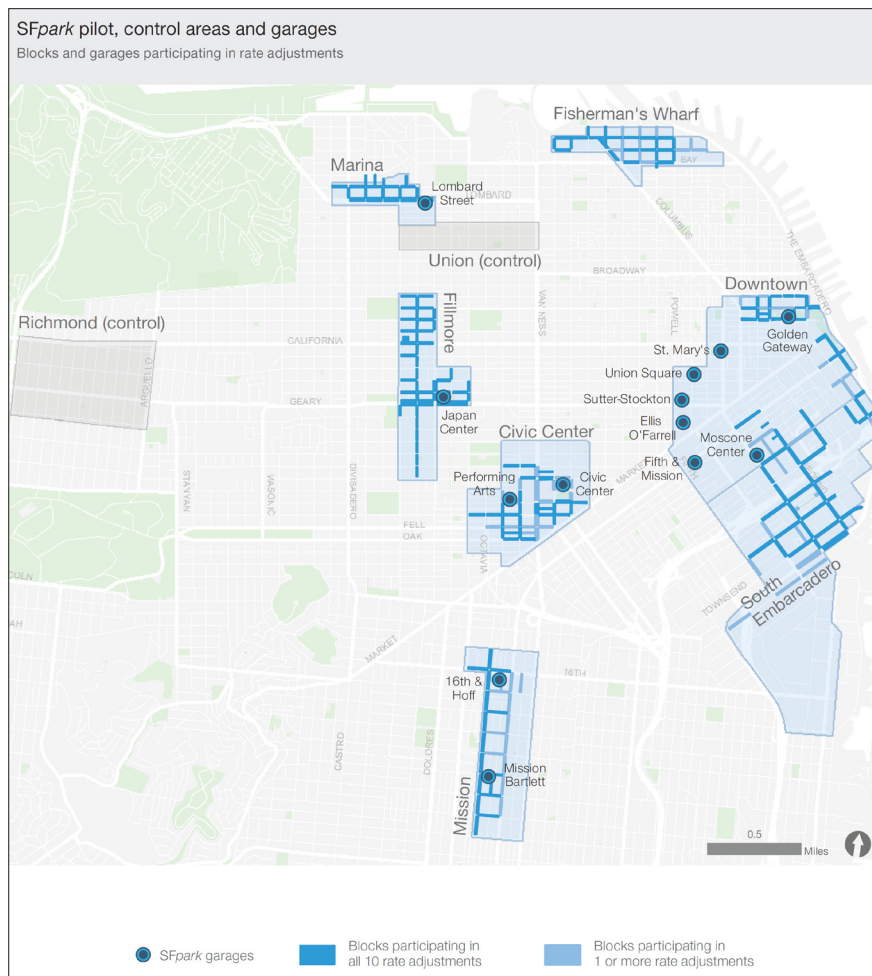 SFpark pilot, control areas and garages
Blocks and garages participating in rate adjustments
Fisherman's Wharf
BAY
Marina
Lombard
Street
LOMBARD
COLUMBUS
THE EMBARCADERO
Union (control)
BROADWAY
VAN NESS
POWELL
Downtown
Golden
Gateway
Richmond (control)
ARGUELLO
CALIFORNIA
Fillmore
St. Mary's
Union Square
GEARY
Japan
Center
Sutter-Stockton
Ellis
O'Farrell
Moscone
Center
Civic Center
MARKET
Fifth &
Mission
Performing
Arts
Civic
Center
STANYAN
MASONIC
DIVISADERO
FELL
OAK
OCTAVIA
TOWNSEND
South
Embarcadero
MARKET
16TH
16th &
Hoff
CASTRO
DOLORES
Mission
Mission
Bartlett
0.5
Miles
SFpark garages
Blocks participating in
all 10 rate adjustments
Blocks participating in
1 or more rate adjustments